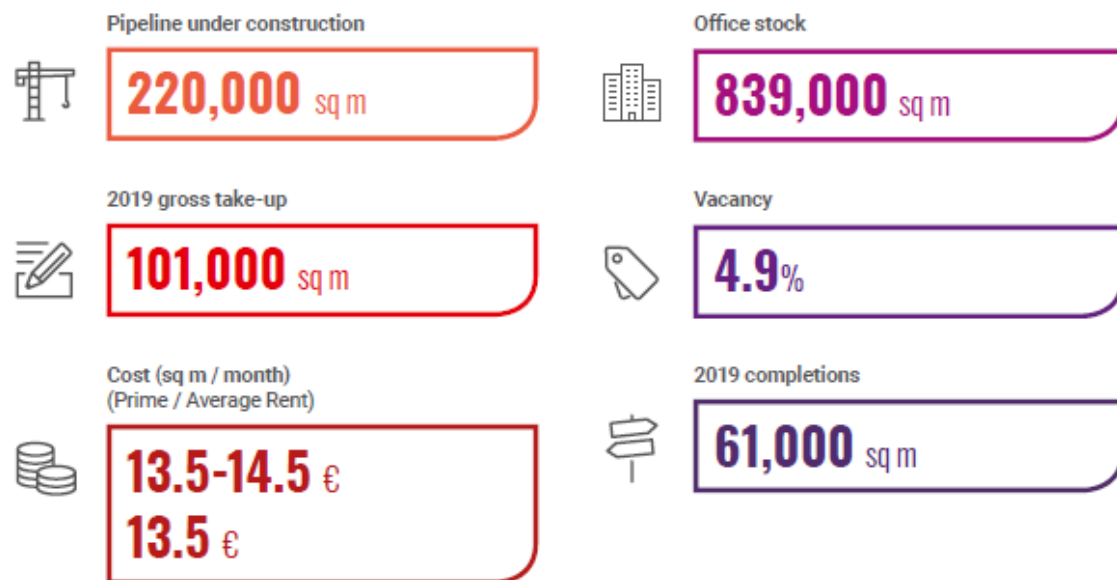 Pipeline under construction
220,000 sq m
Office stock
839,000 sq m
2019 gross take-up
101,000 sq m
Vacancy
4.9%
Cost (sq m / month)
(Prime / Average Rent)
13.5-14.5 €
13.5 €
2019 completions
61,000 sq m